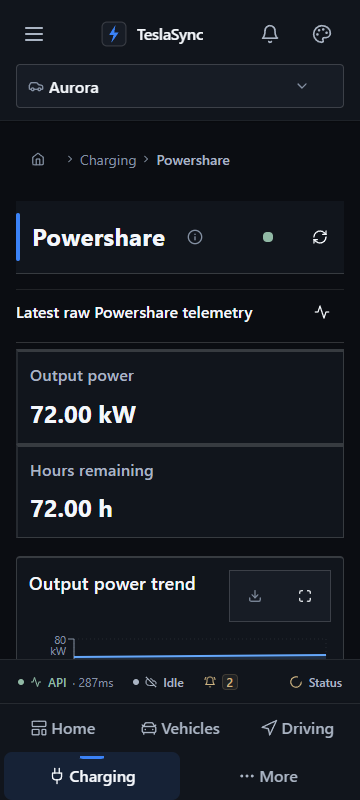 TeslaSync
Aurora
Charging Powershare
Powershare
Latest raw Powershare telemetry
Output power
72.00 kW
Hours remaining
72.00 h
Output power trend
80
kW
API · 287ms Idle 2 Status
Home Vehicles Driving
Charging More